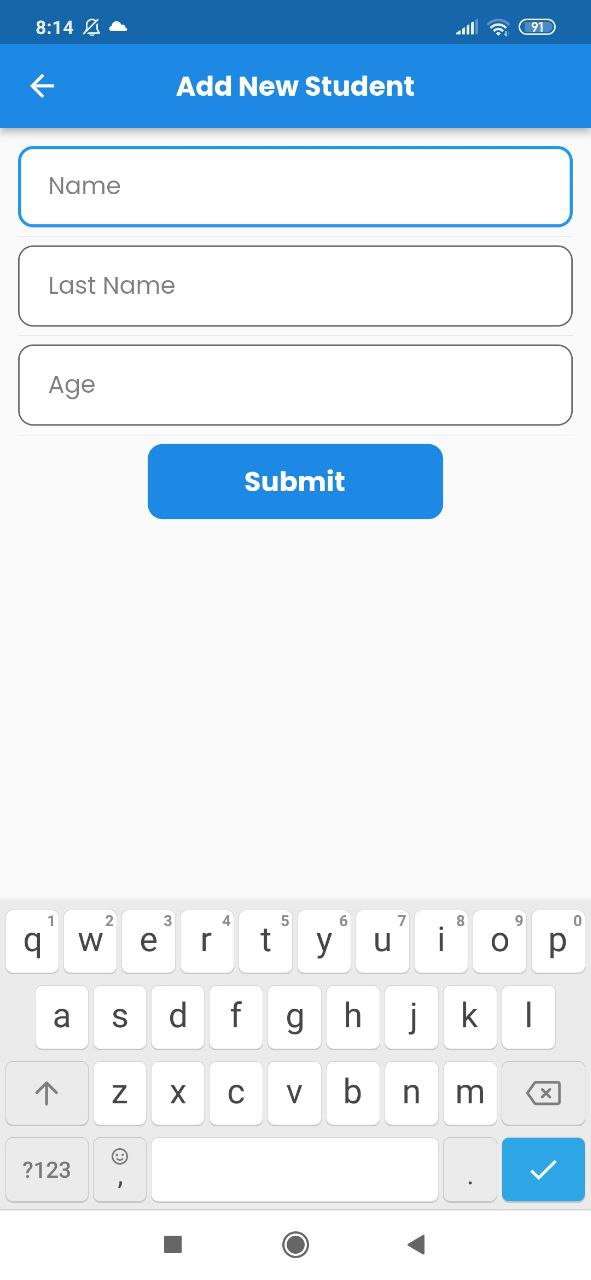 8:14 91
Add New Student
Name
Last Name
Age
Submit
1 2 3 4 5 6 7 8 9 0
q w e r t y u i o p
a s d f g h j k l
z x c v b n m
?123 , .